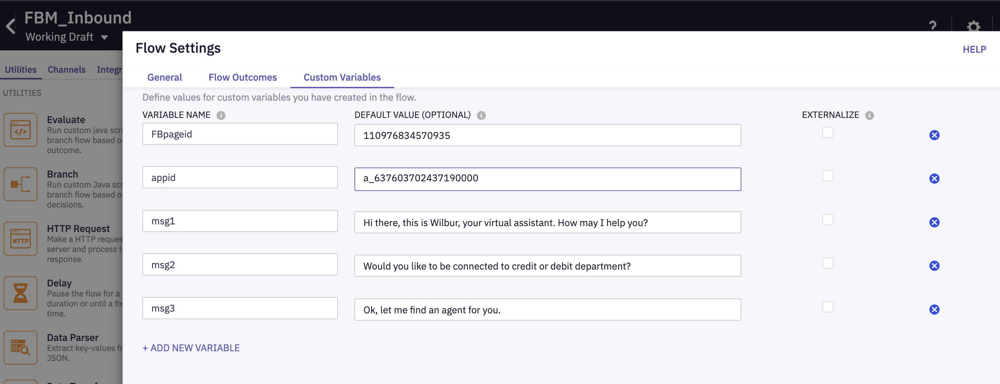 FBM_Inbound
Working Draft
?
Flow Settings
HELP
Utilities Channels Integr
General Flow Outcomes Custom Variables
UTILITIES
Define values for custom variables you have created in the flow.
VARIABLE NAME i DEFAULT VALUE (OPTIONAL) i EXTERNALIZE i
FBpageid 110976834570935
appid a_637603702437190000
msg1 Hi there, this is Wilbur, your virtual assistant. How may I help you?
msg2 Would you like to be connected to credit or debit department?
msg3 Ok, let me find an agent for you.
+ ADD NEW VARIABLE
Evaluate
Run custom java scri
branch flow based o
outcome.
Branch
Run custom Java scr
branch flow based o
decisions.
HTTP
HTTP Request
Make a HTTP reques
server and process t
response.
Delay
Pause the flow for a
duration or until a fix
time.
Data Parser
Extract key-values fr
JSON.